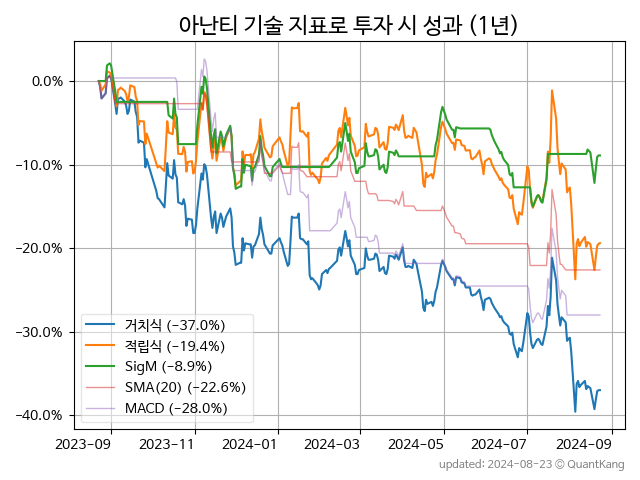 아난티 기술 지표로 투자 시 성과 (1년)
0.0%
−10.0%
−20.0%
−30.0%
−40.0%
거치식 (−37.0%)
적립식 (−19.4%)
SigM (−8.9%)
SMA(20) (−22.6%)
MACD (−28.0%)
2023-09 2023-11 2024-01 2024-03 2024-05 2024-07 2024-09
updated: 2024-08-23 © QuantKang